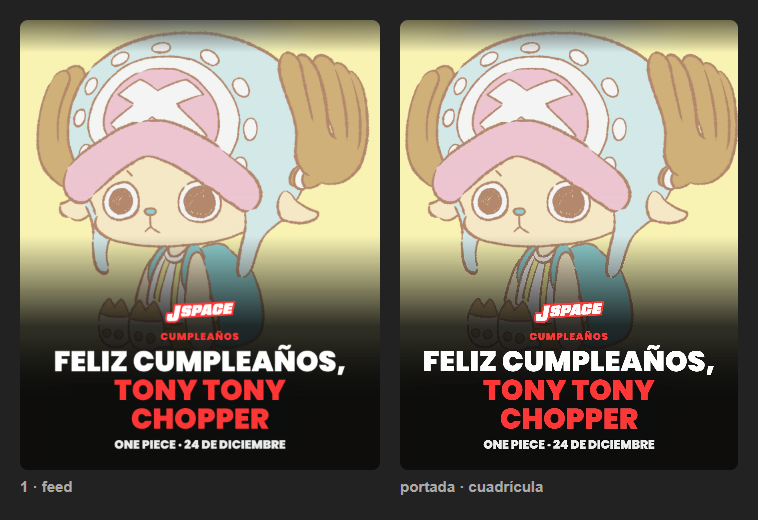 JSPACE
CUMPLEAÑOS
FELIZ CUMPLEAÑOS,
TONY TONY
CHOPPER
ONE PIECE · 24 DE DICIEMBRE
1 · feed
JSPACE
CUMPLEAÑOS
FELIZ CUMPLEAÑOS,
TONY TONY
CHOPPER
ONE PIECE · 24 DE DICIEMBRE
portada · cuadrícula